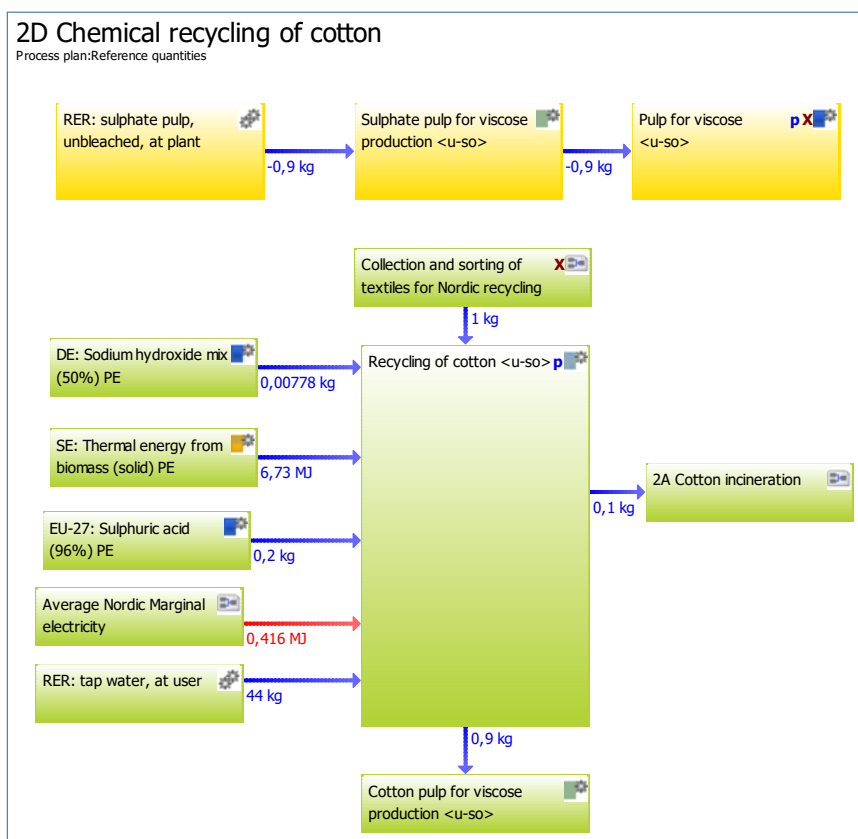 2D Chemical recycling of cotton
Process plan:Reference quantities
RER: sulphate pulp,
unbleached, at plant
-0,9 kg
Sulphate pulp for viscose
production <u-so>
-0,9 kg
Pulp for viscose
<u-so>
p X
Collection and sorting of
textiles for Nordic recycling
X
1 kg
DE: Sodium hydroxide mix
(50%) PE
0,00778 kg
Recycling of cotton <u-so> p
SE: Thermal energy from
biomass (solid) PE
6,73 MJ
2A Cotton incineration
0,1 kg
EU-27: Sulphuric acid
(96%) PE
0,2 kg
Average Nordic Marginal
electricity
0,416 MJ
RER: tap water, at user
44 kg
0,9 kg
Cotton pulp for viscose
production <u-so>